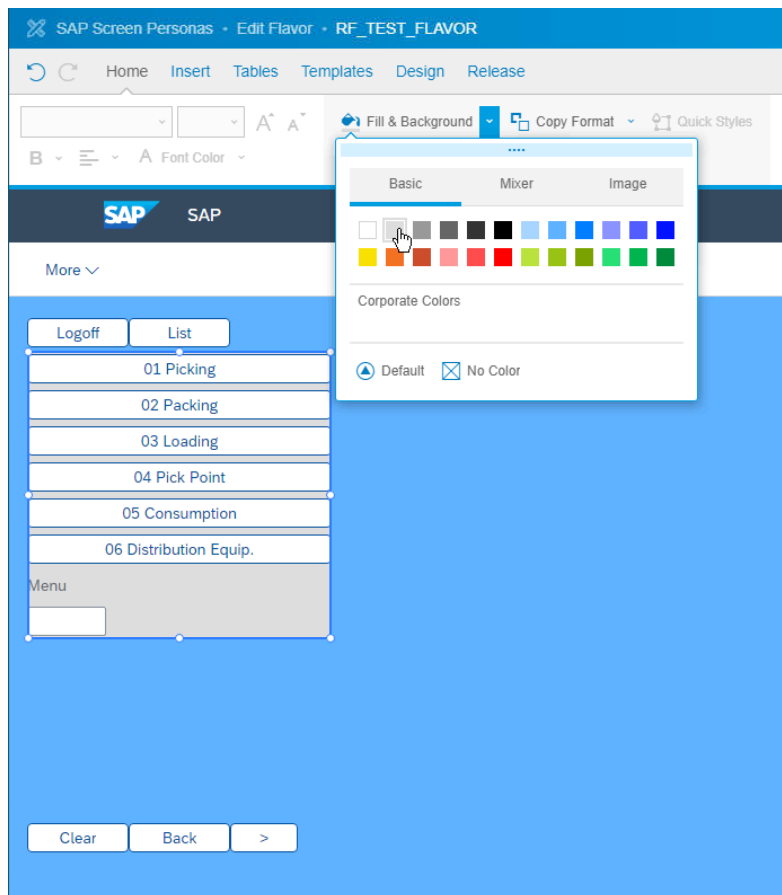 SAP Screen Personas • Edit Flavor • RF_TEST_FLAVOR
Home Insert Tables Templates Design Release
A A Fill & Background Copy Format Quick Styles
B A Font Color
Basic Mixer Image
SAP SAP
More
Corporate Colors
Default No Color
Logoff List
01 Picking
02 Packing
03 Loading
04 Pick Point
05 Consumption
06 Distribution Equip.
Menu
Clear Back >